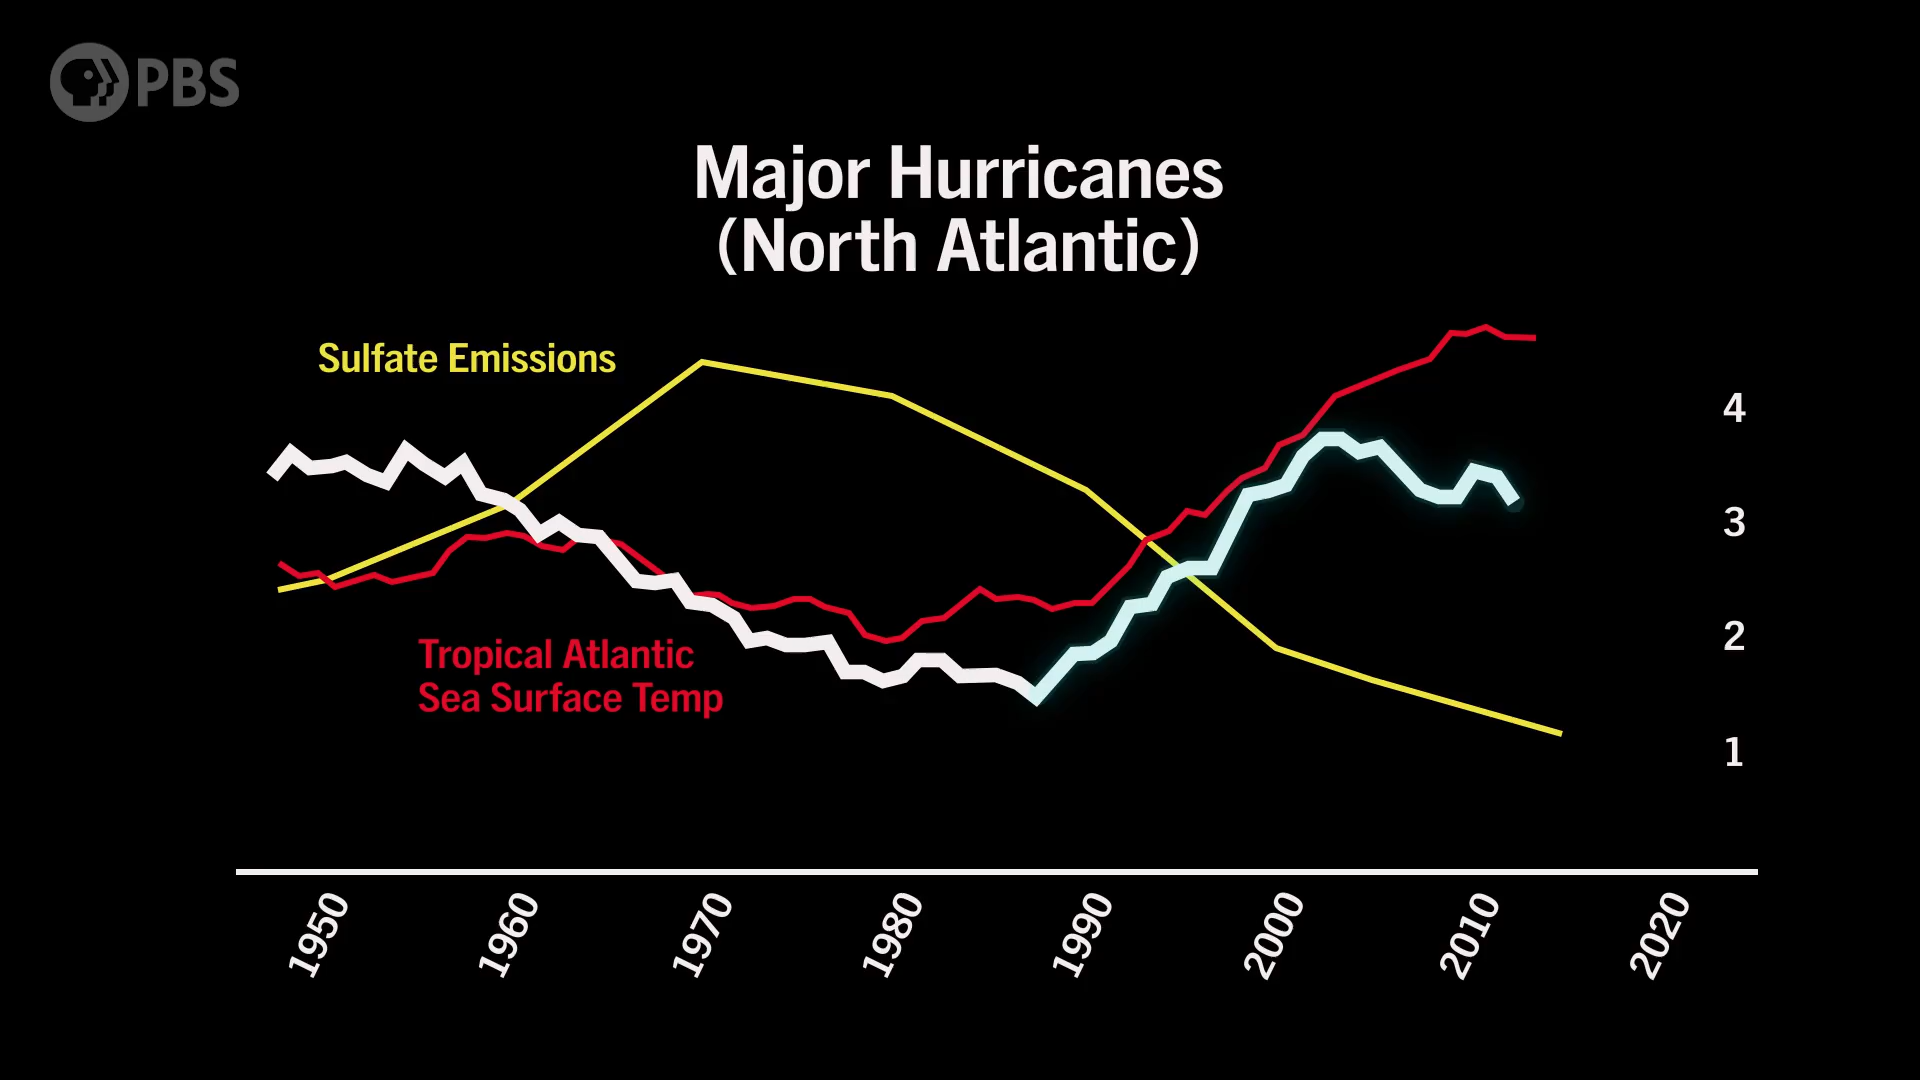 PBS
Major Hurricanes
(North Atlantic)
Sulfate Emissions
Tropical Atlantic
Sea Surface Temp
4
3
2
1
1950
1960
1970
1980
1990
2000
2010
2020